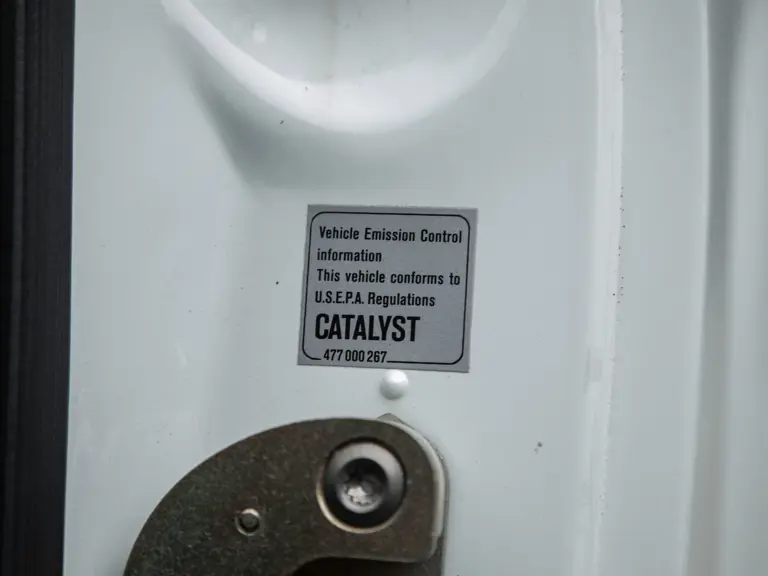 Vehicle Emission Control
information
This vehicle conforms to
U.S.E.P.A. Regulations
CATALYST
477 000 267